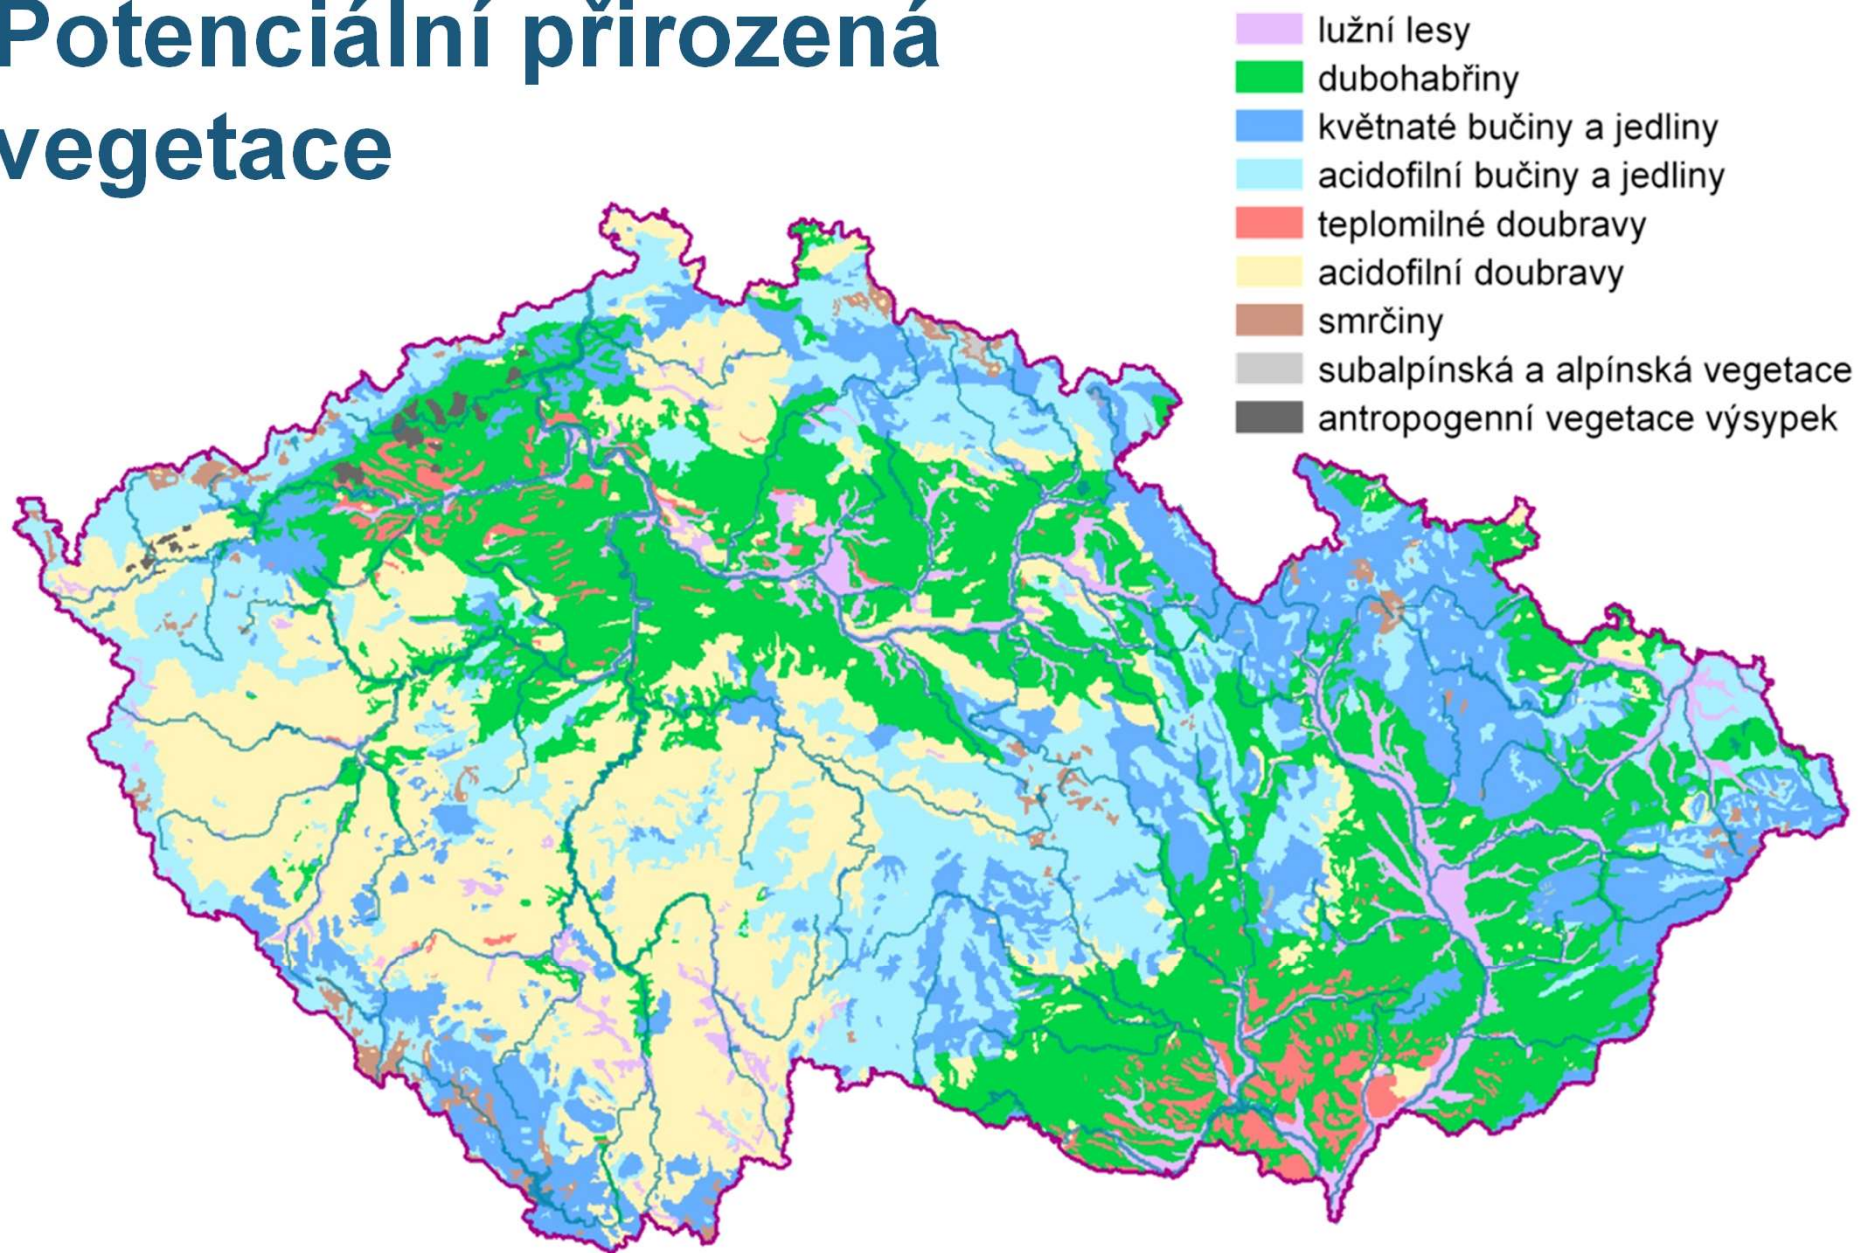 Potenciální přirozená
vegetace
lužní lesy
dubohabřiny
květnaté bučiny a jedliny
acidofilní bučiny a jedliny
teplomilné doubravy
acidofilní doubravy
smrčiny
subalpínská a alpínská vegetace
antropogenní vegetace výsypek